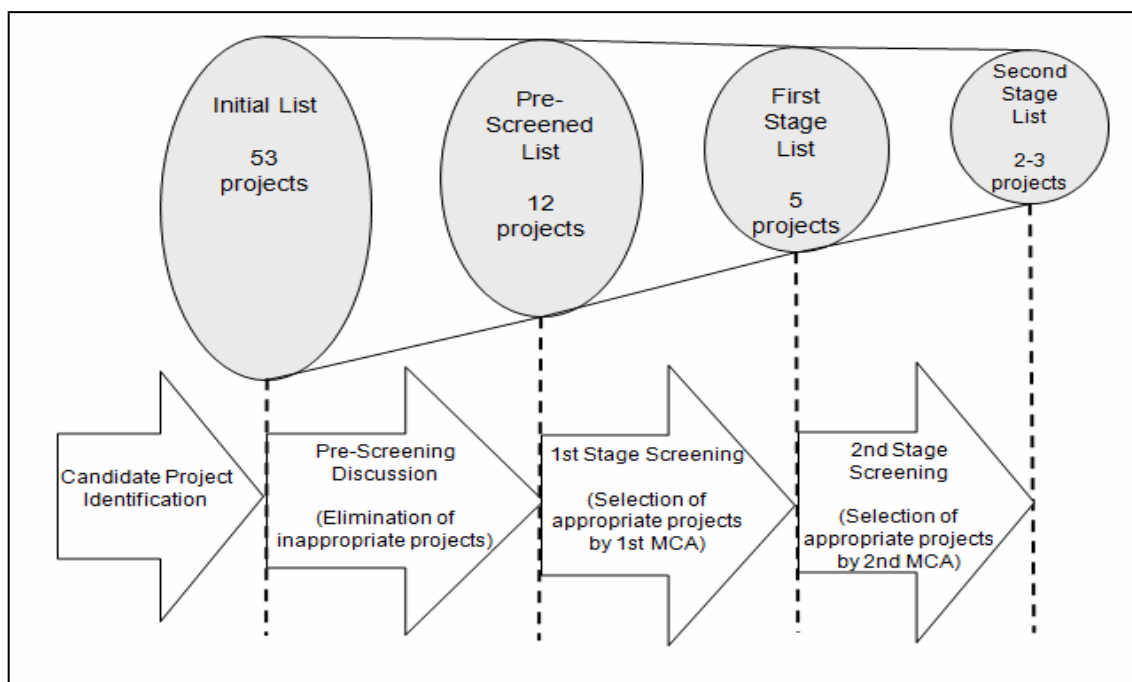 Initial List
53
projects
Pre-
Screened
List
12
projects
First
Stage
List
5
projects
Second
Stage
List
2-3
projects
Candidate Project
Identification
Pre-Screening
Discussion
(Elimination of
inappropriate projects)
1st Stage Screening
(Selection of
appropriate projects
by 1st MCA)
2nd Stage
Screening
(Selection of
appropriate projects
by 2nd MCA)